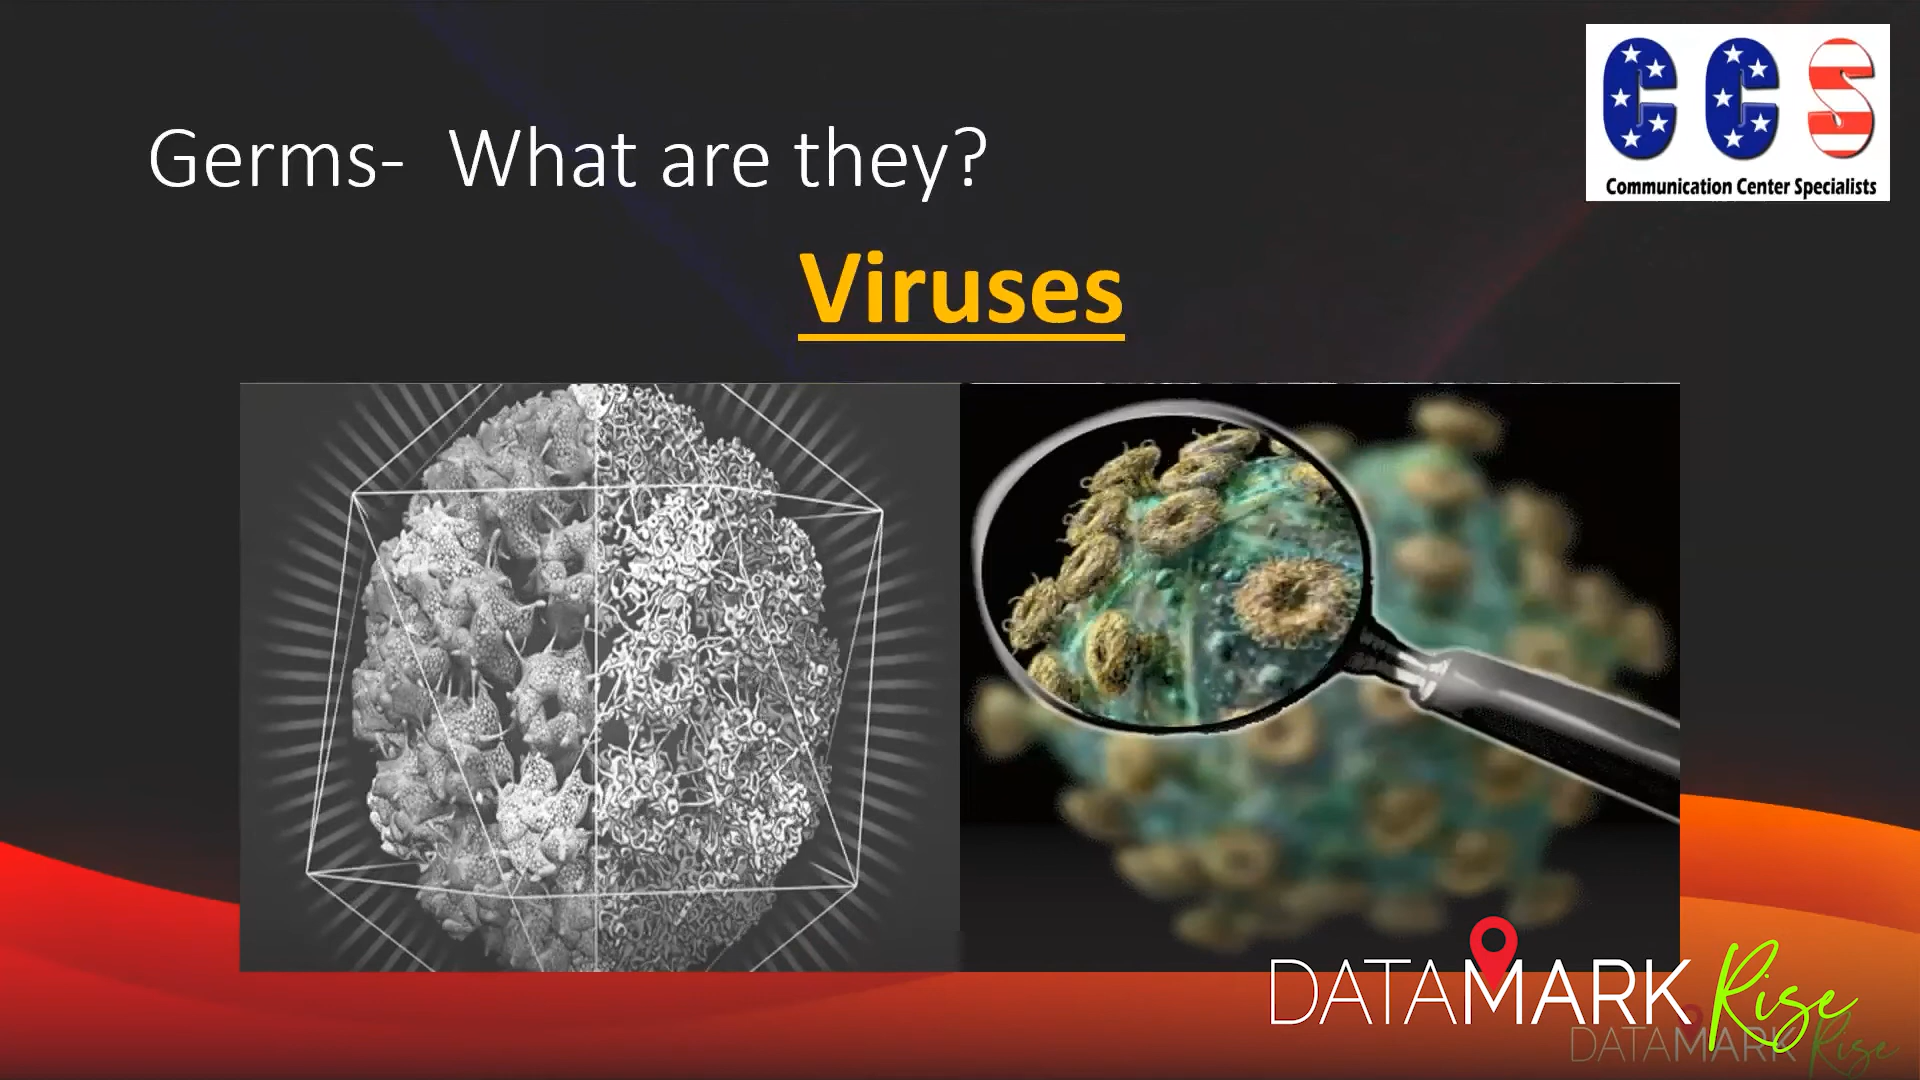 CCS
Communication Center Specialists
Germs- What are they?
Viruses
DATAMARK Rise
DATAMARK Rise